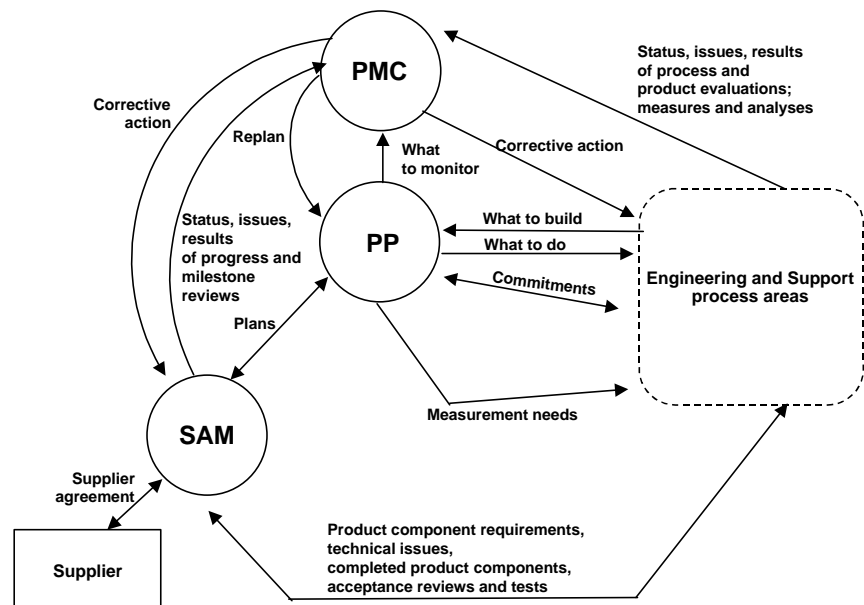 PMC
Status, issues, results
of process and
product evaluations;
measures and analyses
Corrective
action
Replan
What
to monitor
Corrective action
Status, issues,
results
of progress and
milestone
reviews
PP
What to build
What to do
Commitments
Engineering and Support
process areas
Plans
Measurement needs
SAM
Supplier
agreement
Supplier
Product component requirements,
technical issues,
completed product components,
acceptance reviews and tests